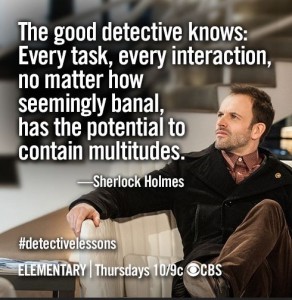 The good detective knows:
Every task, every interaction,
no matter how
seemingly banal,
has the potential to
contain multitudes.
—Sherlock Holmes
#detectivelessons
ELEMENTARY | Thursdays 10/9c CBS